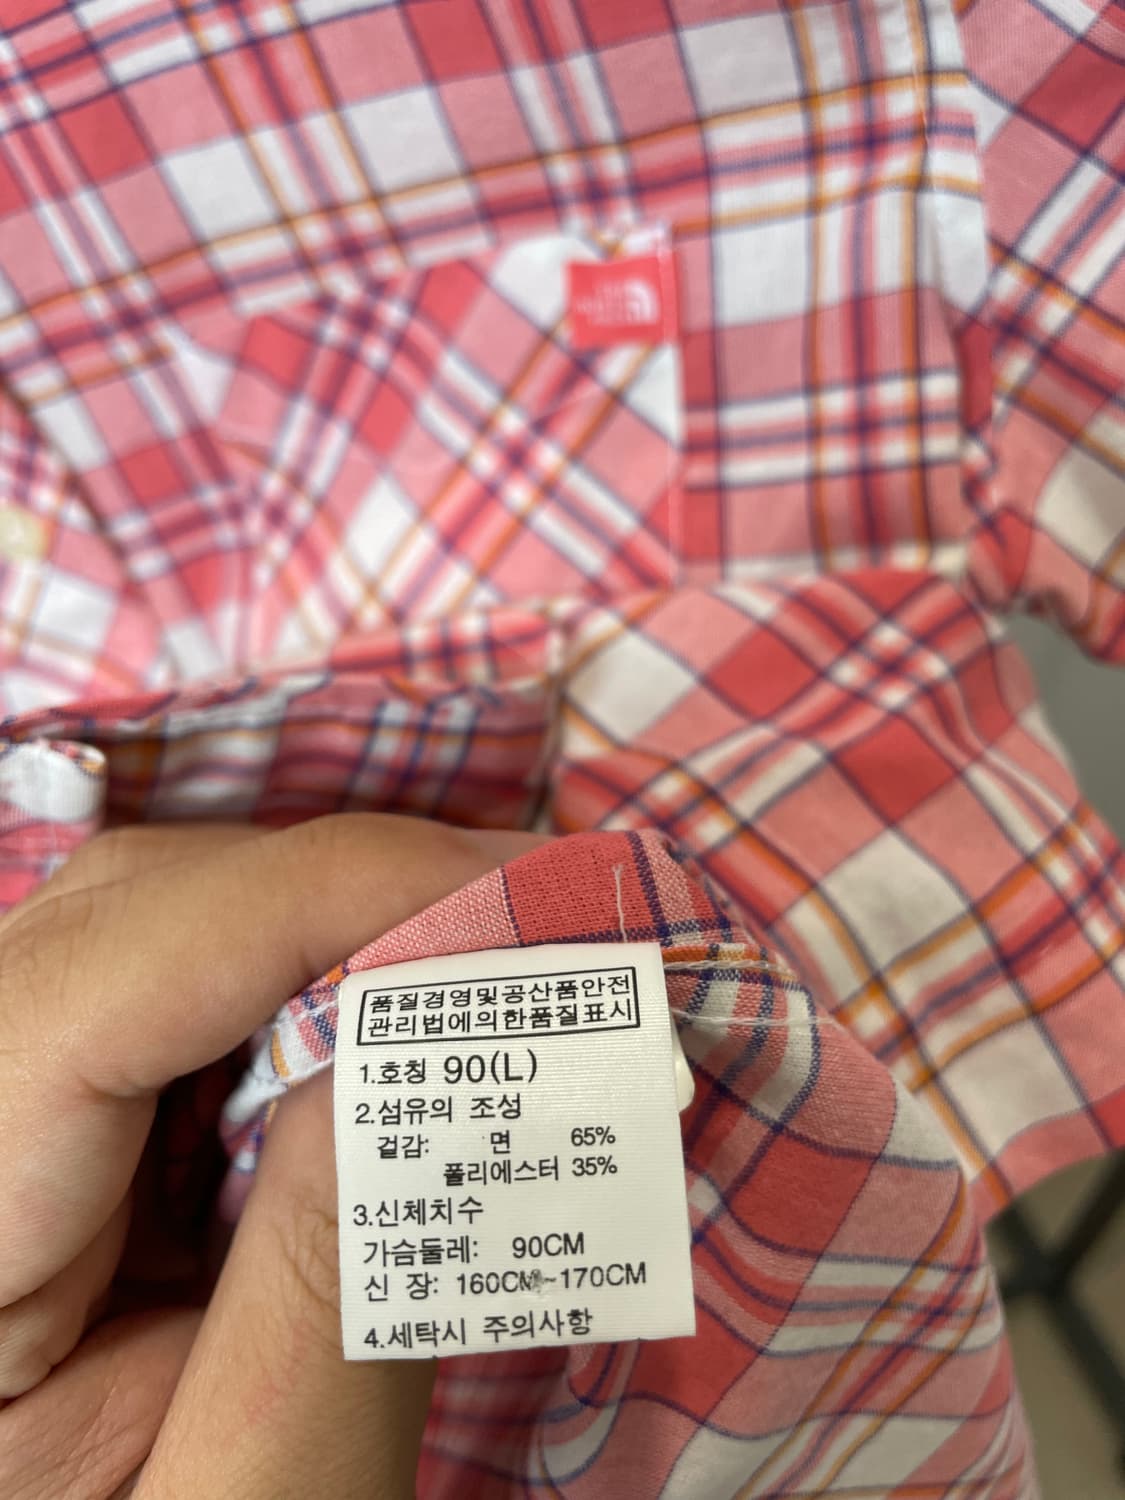 품질경영및공산품안전
관리법에의한품질표시
1.호칭 90(L)
2.섬유의 조성
겉감: 면 65%
폴리에스터 35%
3.신체치수
가슴둘레: 90CM
신 장: 160CM~170CM
4.세탁시 주의사항